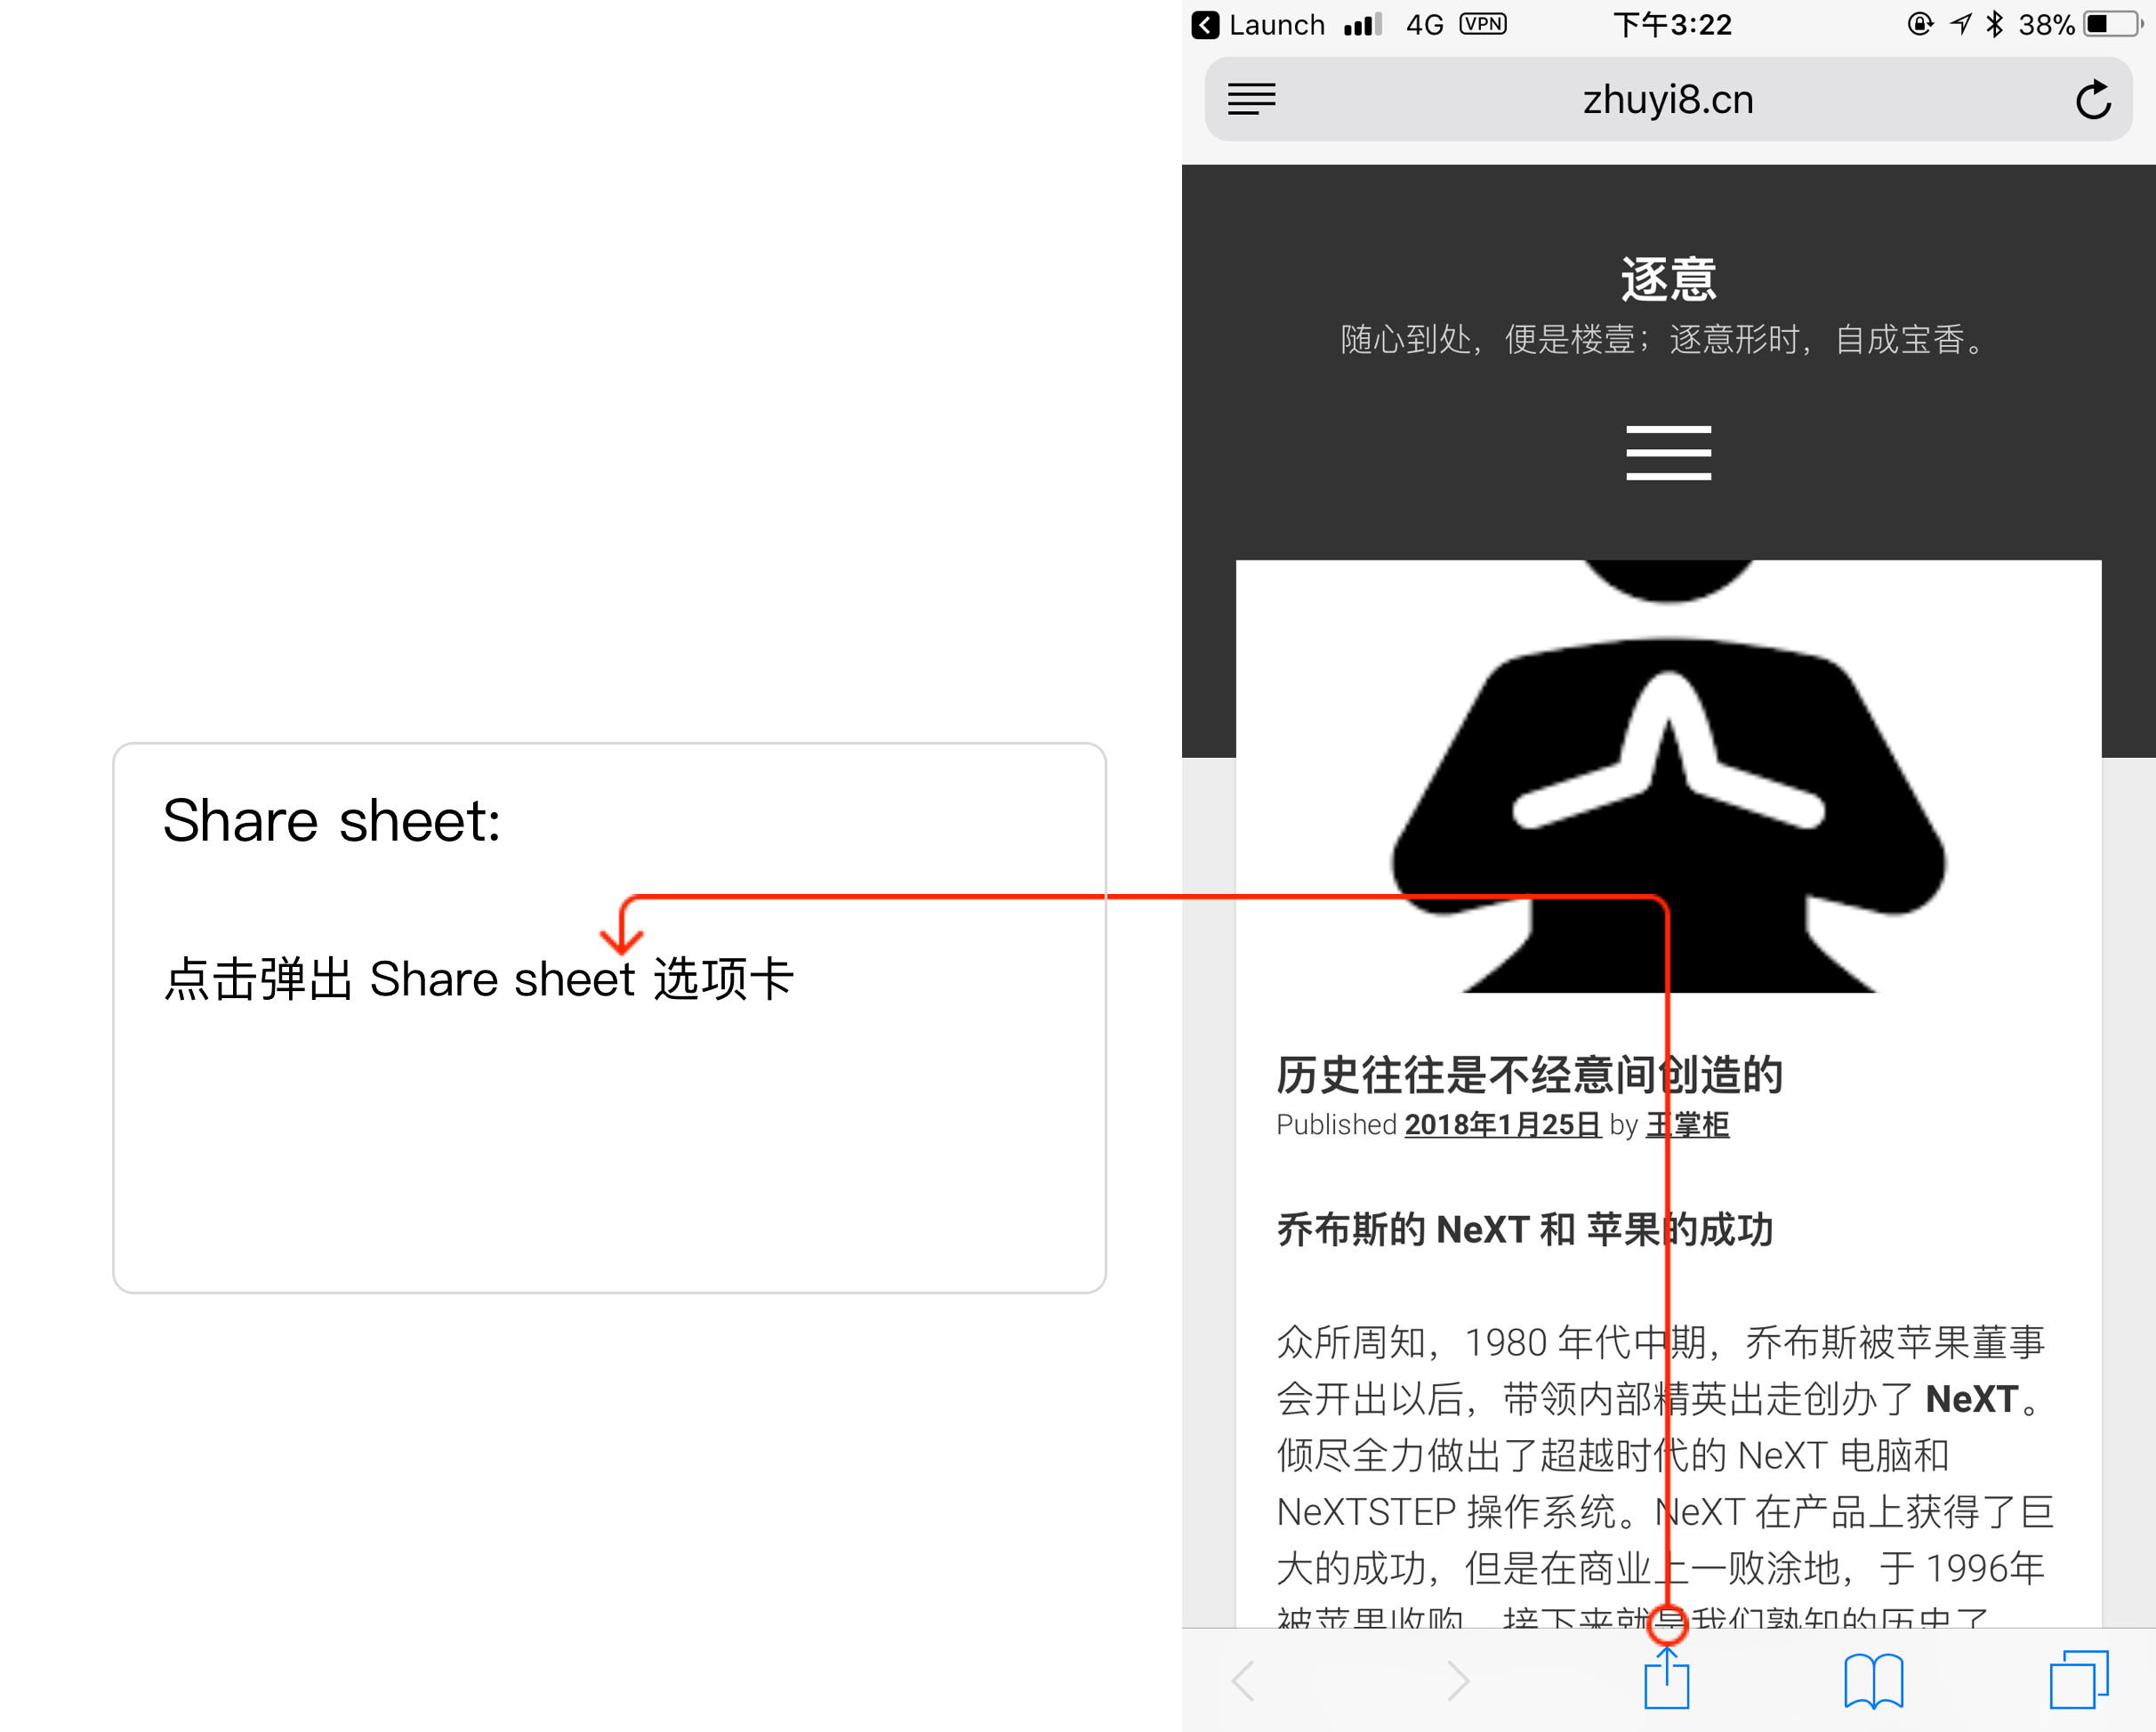 Share sheet:
点击弹出 Share sheet 选项卡
Launch 4G VPN 下午3:22 38%
zhuyi8.cn
逐意
随心到处，便是楼壹；逐意形时，自成宝香。
历史往往是不经意间创造的
Published 2018年1月25日 by 王掌柜
乔布斯的 NeXT 和 苹果的成功
众所周知，1980 年代中期，乔布斯被苹果董事
会开出以后，带领内部精英出走创办了 NeXT。
倾尽全力做出了超越时代的 NeXT 电脑和
NeXTSTEP 操作系统。NeXT 在产品上获得了巨
大的成功，但是在商业上一败涂地，于 1996年
被苹果收购，接下来就是我们熟知的历史了